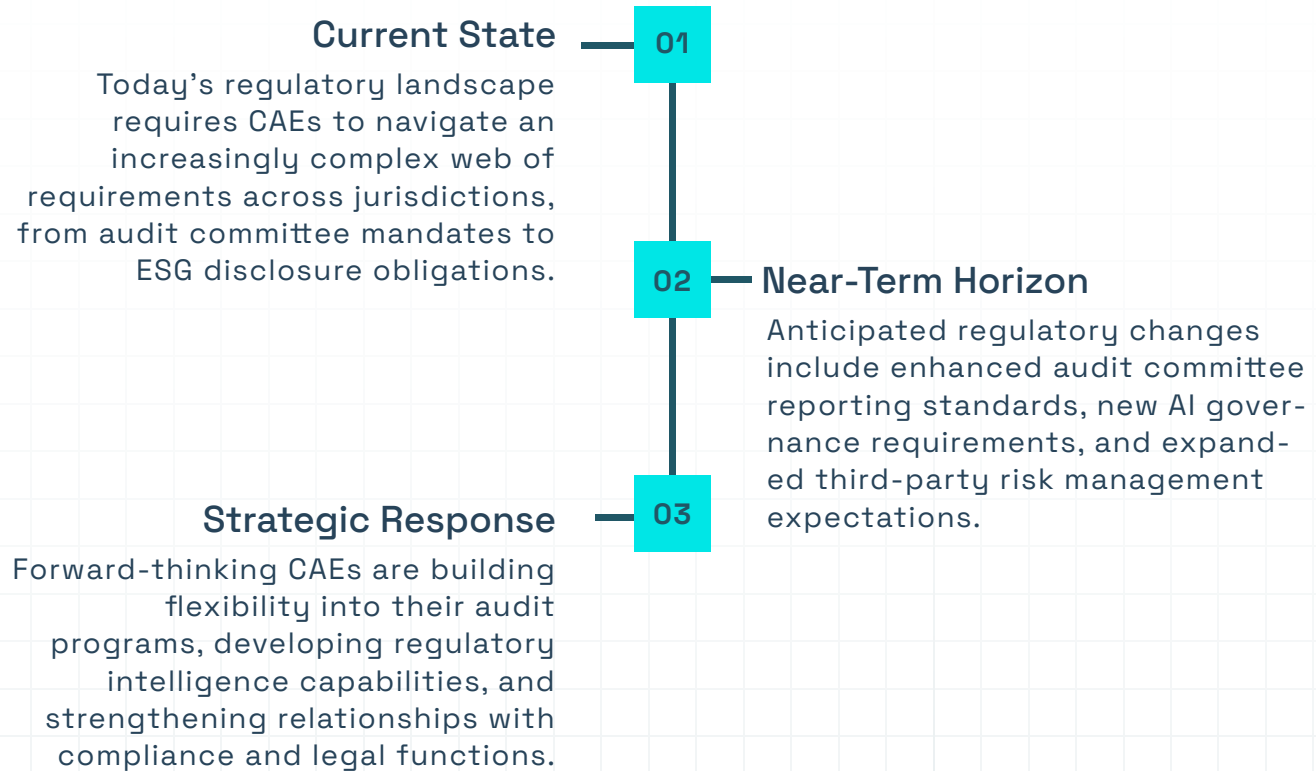 Current State
01
Today's regulatory landscape
requires CAEs to navigate an
increasingly complex web of
requirements across jurisdictions,
from audit committee mandates to
ESG disclosure obligations.
02
Near-Term Horizon
Anticipated regulatory changes
include enhanced audit committee
reporting standards, new AI gover-
nance requirements, and expand-
ed third-party risk management
expectations.
Strategic Response
03
Forward-thinking CAEs are building
flexibility into their audit
programs, developing regulatory
intelligence capabilities, and
strengthening relationships with
compliance and legal functions.